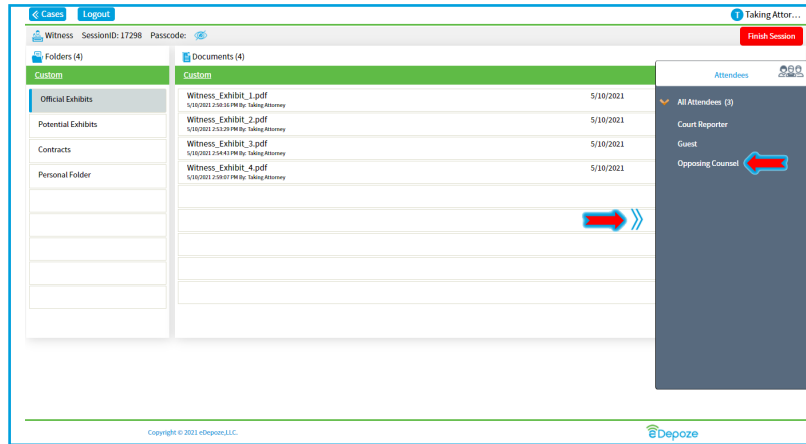 Cases Logout
T Taking Attor...
Witness SessionID: 17298 Passcode:
Finish Session
Folders (4)
Documents (4)
Attendees
Custom
Custom
Official Exhibits
Potential Exhibits
Contracts
Personal Folder
Witness_Exhibit_1.pdf 5/10/2021
5/10/2021 2:50:16 PM By: Taking Attorney
Witness_Exhibit_2.pdf 5/10/2021
5/10/2021 2:53:29 PM By: Taking Attorney
Witness_Exhibit_3.pdf 5/10/2021
5/10/2021 2:54:43 PM By: Taking Attorney
Witness_Exhibit_4.pdf 5/10/2021
5/10/2021 2:59:07 PM By: Taking Attorney
All Attendees (3)
Court Reporter
Guest
Opposing Counsel
Copyright © 2021 eDepoze,LLC.
eDepoze